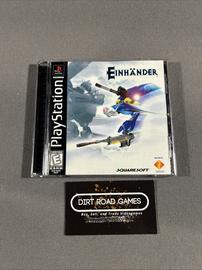 PlayStation
EINHÄNDER
SQUARESOFT
DIRT ROAD GAMES
Buy, Sell, and Trade Videogames